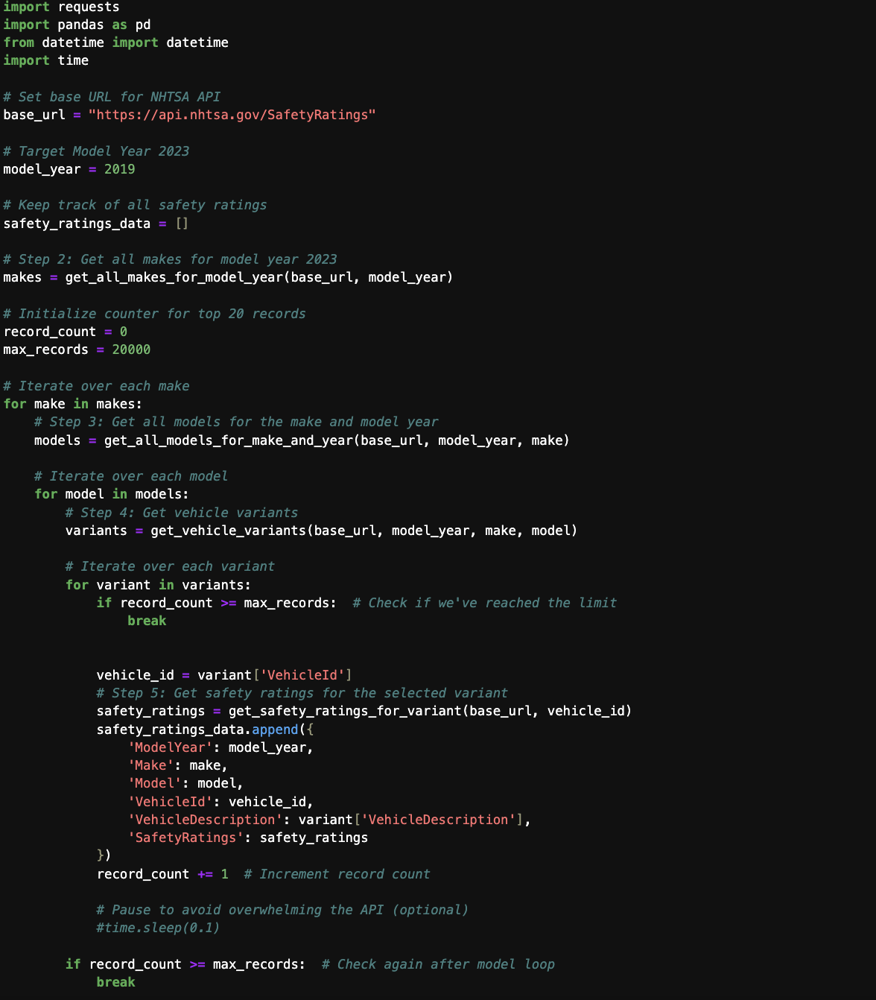 import requests
import pandas as pd
from datetime import datetime
import time
# Set base URL for NHTSA API
base_url = "https://api.nhtsa.gov/SafetyRatings"
# Target Model Year 2023
model_year = 2019
# Keep track of all safety ratings
safety_ratings_data = []
# Step 2: Get all makes for model year 2023
makes = get_all_makes_for_model_year(base_url, model_year)
# Initialize counter for top 20 records
record_count = 0
max_records = 20000
# Iterate over each make
for make in makes:
    # Step 3: Get all models for the make and model year
    models = get_all_models_for_make_and_year(base_url, model_year, make)
    # Iterate over each model
    for model in models:
        # Step 4: Get vehicle variants
        variants = get_vehicle_variants(base_url, model_year, make, model)
        # Iterate over each variant
        for variant in variants:
            if record_count >= max_records:  # Check if we've reached the limit
                break
            vehicle_id = variant['VehicleId']
            # Step 5: Get safety ratings for the selected variant
            safety_ratings = get_safety_ratings_for_variant(base_url, vehicle_id)
            safety_ratings_data.append({
                'ModelYear': model_year,
                'Make': make,
                'Model': model,
                'VehicleId': vehicle_id,
                'VehicleDescription': variant['VehicleDescription'],
                'SafetyRatings': safety_ratings
            })
            record_count += 1  # Increment record count
            # Pause to avoid overwhelming the API (optional)
            #time.sleep(0.1)
        if record_count >= max_records:  # Check again after model loop
            break